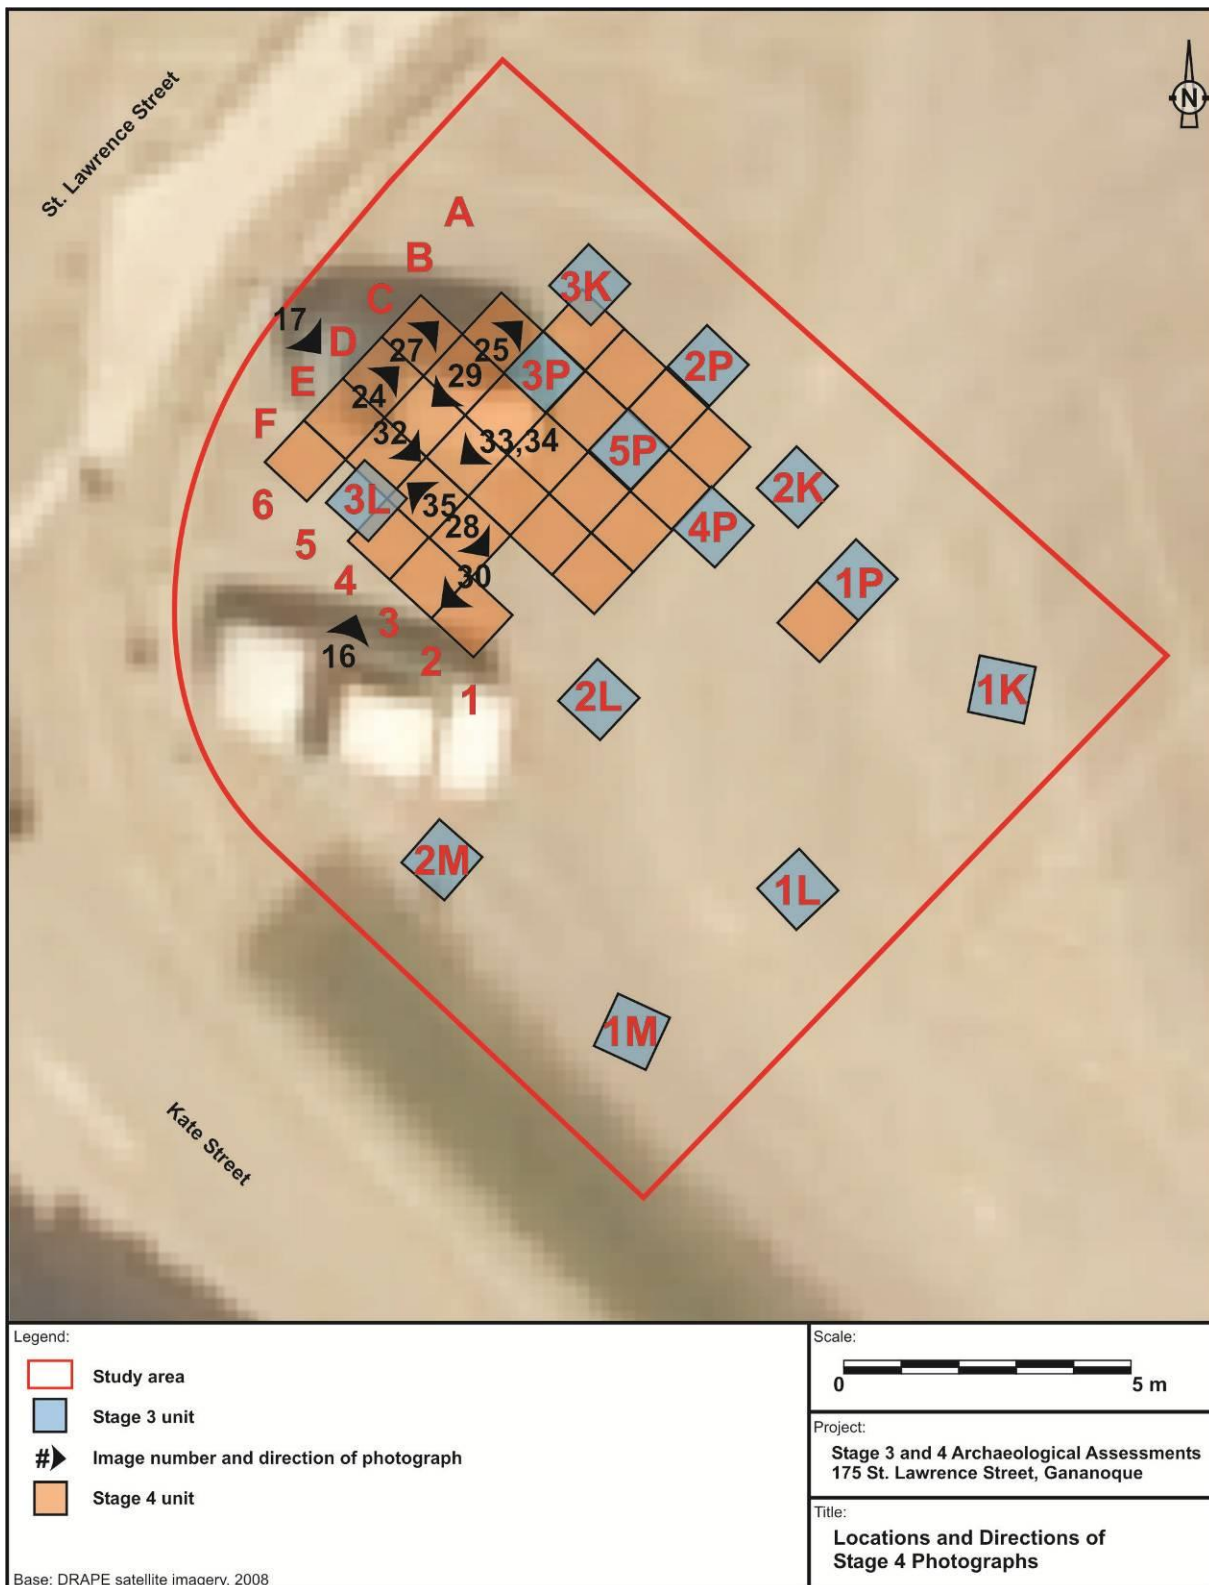 N
St. Lawrence Street
A
B
3K
C
17
D
27
25
2P
E
24
29
3P
F
32
33,34
5P
2K
6
3L
35
4P
5
28
1P
4
30
3
16
2
1K
2L
1
2M
1L
1M
Kate Street
Legend:
Study area
Stage 3 unit
# Image number and direction of photograph
Stage 4 unit
Base: DRAPE satellite imagery, 2008
Scale:
0 5 m
Project:
Stage 3 and 4 Archaeological Assessments
175 St. Lawrence Street, Gananoque
Title:
Locations and Directions of
Stage 4 Photographs